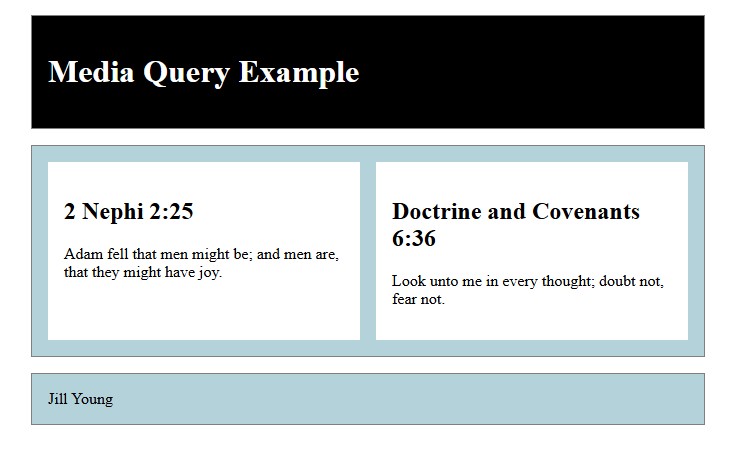 Media Query Example
2 Nephi 2:25
Adam fell that men might be; and men are,
that they might have joy.
Doctrine and Covenants
6:36
Look unto me in every thought; doubt not,
fear not.
Jill Young